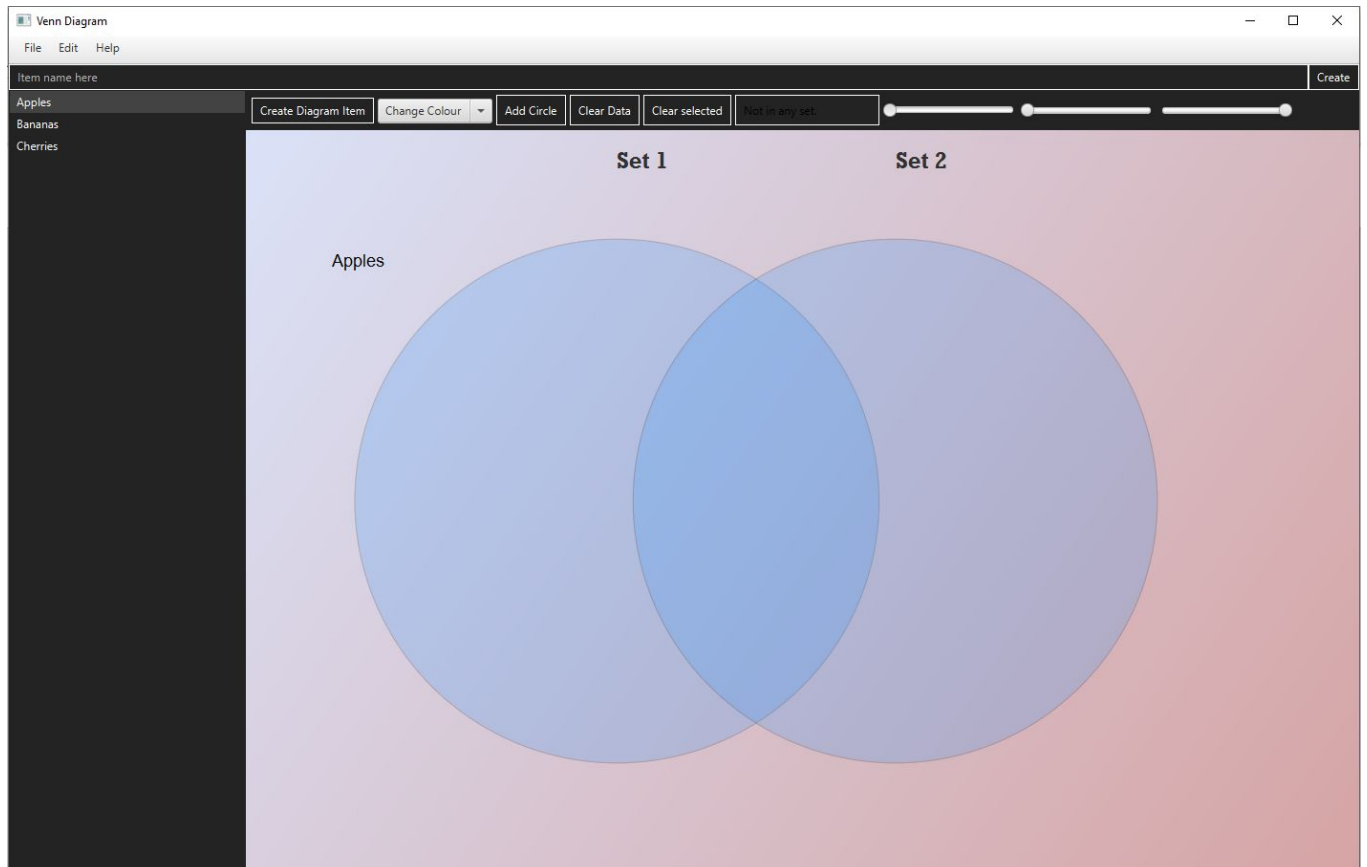 Venn Diagram
File Edit Help
Item name here Create
Apples
Bananas
Cherries
Create Diagram Item Change Colour Add Circle Clear Data Clear selected Not in any set.
Set 1 Set 2
Apples